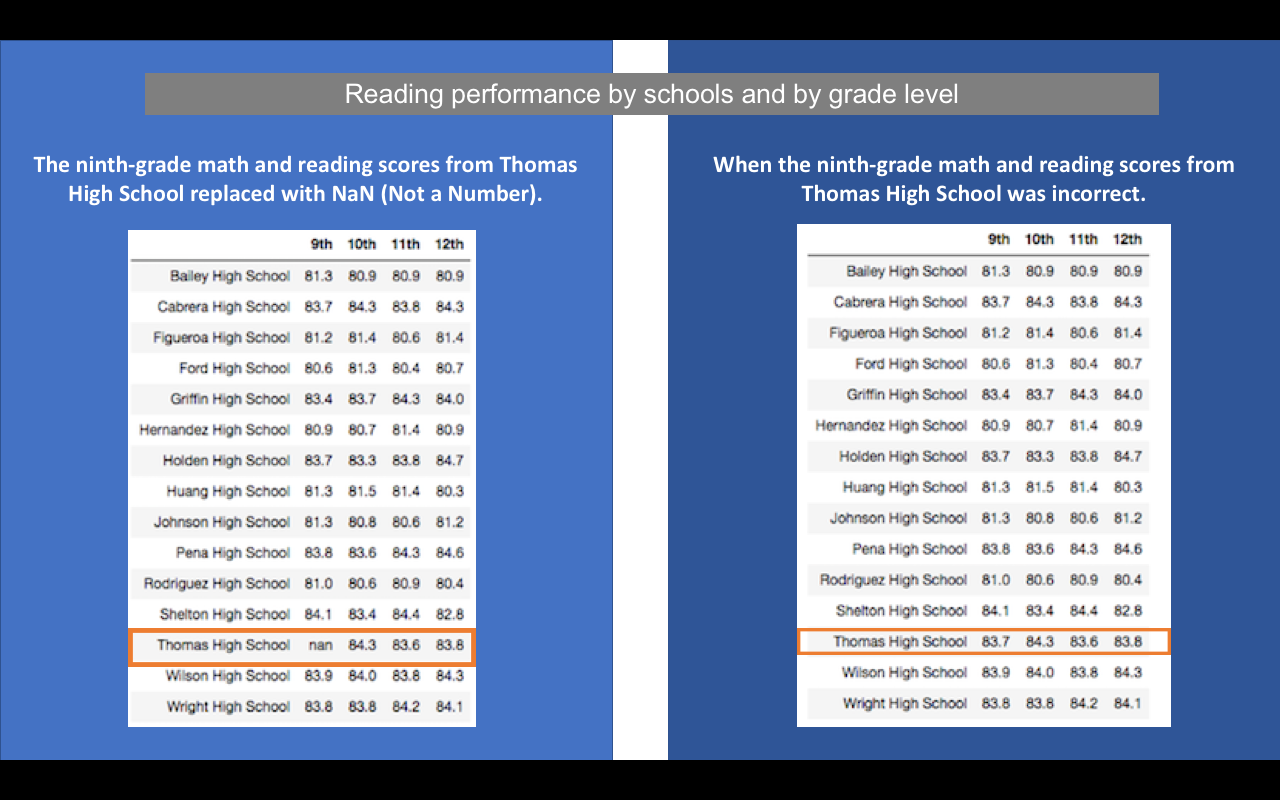 Reading performance by schools and by grade level
The ninth-grade math and reading scores from Thomas
High School replaced with NaN (Not a Number).
9th 10th 11th 12th
Bailey High School 81.3 80.9 80.9 80.9
Cabrera High School 83.7 84.3 83.8 84.3
Figueroa High School 81.2 81.4 80.6 81.4
Ford High School 80.6 81.3 80.4 80.7
Griffin High School 83.4 83.7 84.3 84.0
Hernandez High School 80.9 80.7 81.4 80.9
Holden High School 83.7 83.3 83.8 84.7
Huang High School 81.3 81.5 81.4 80.3
Johnson High School 81.3 80.8 80.6 81.2
Pena High School 83.8 83.6 84.3 84.6
Rodriguez High School 81.0 80.6 80.9 80.4
Shelton High School 84.1 83.4 84.4 82.8
Thomas High School nan 84.3 83.6 83.8
Wilson High School 83.9 84.0 83.8 84.3
Wright High School 83.8 83.8 84.2 84.1
When the ninth-grade math and reading scores from
Thomas High School was incorrect.
9th 10th 11th 12th
Bailey High School 81.3 80.9 80.9 80.9
Cabrera High School 83.7 84.3 83.8 84.3
Figueroa High School 81.2 81.4 80.6 81.4
Ford High School 80.6 81.3 80.4 80.7
Griffin High School 83.4 83.7 84.3 84.0
Hernandez High School 80.9 80.7 81.4 80.9
Holden High School 83.7 83.3 83.8 84.7
Huang High School 81.3 81.5 81.4 80.3
Johnson High School 81.3 80.8 80.6 81.2
Pena High School 83.8 83.6 84.3 84.6
Rodriguez High School 81.0 80.6 80.9 80.4
Shelton High School 84.1 83.4 84.4 82.8
Thomas High School 83.7 84.3 83.6 83.8
Wilson High School 83.9 84.0 83.8 84.3
Wright High School 83.8 83.8 84.2 84.1